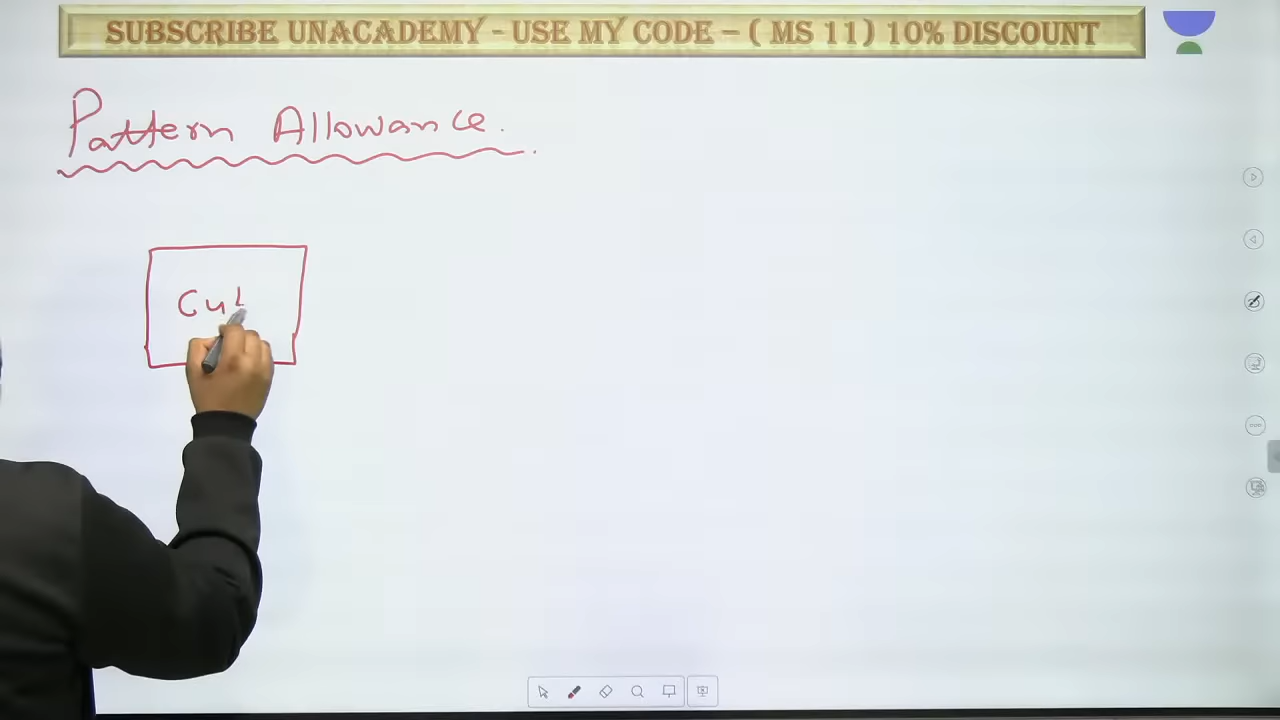 SUBSCRIBE UNACADEMY - USE MY CODE – ( MS 11) 10% DISCOUNT
Pattern Allowance.